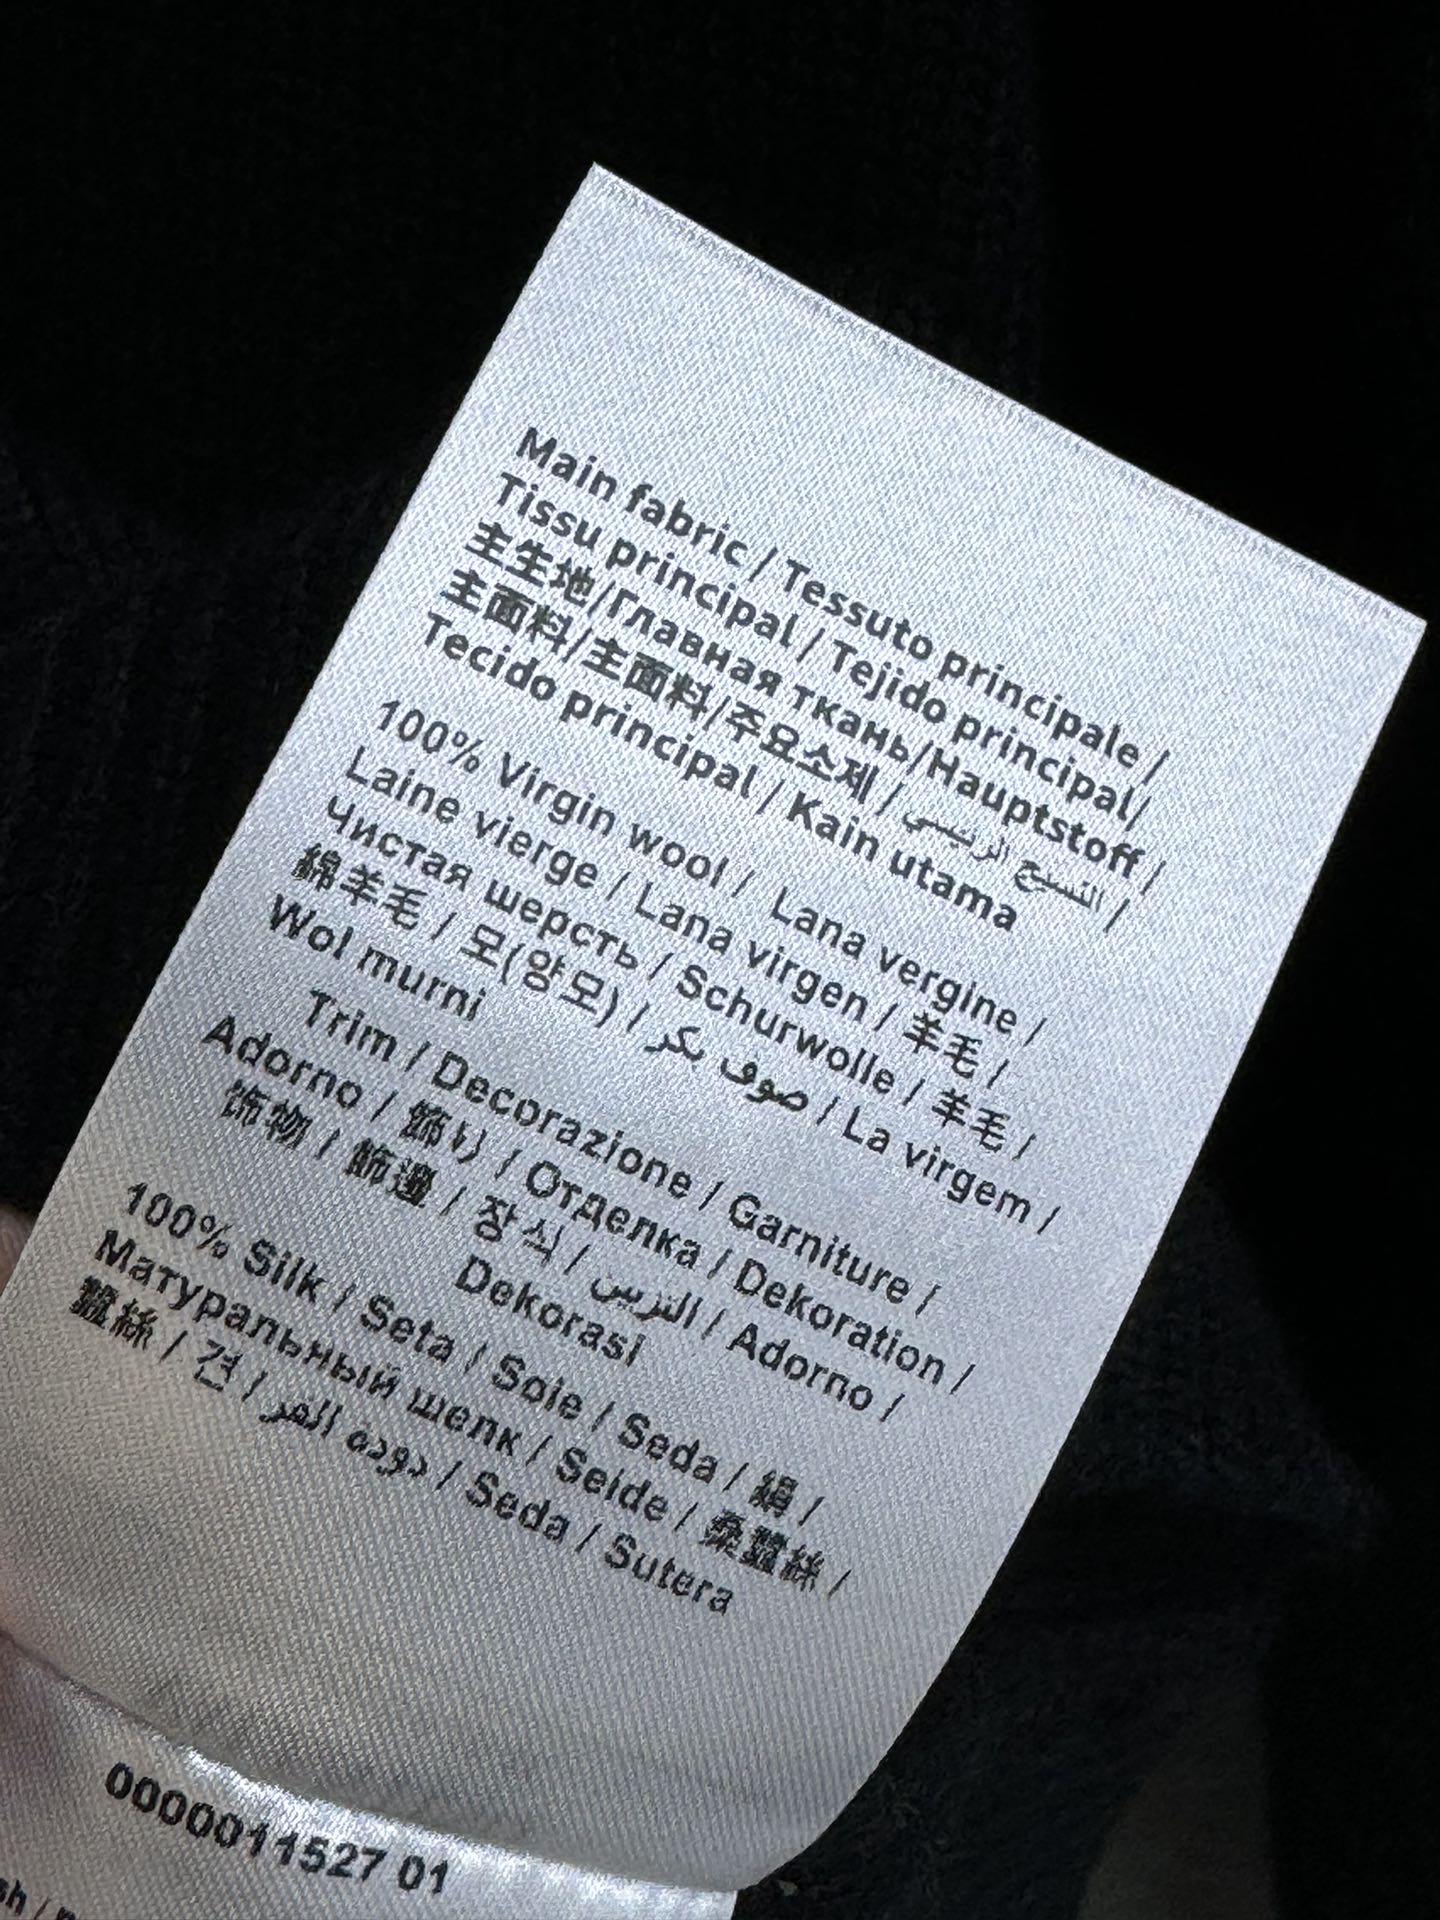 Main fabric / Tessuto principale /
Tissu principal / Tejido principal/
主生地/Главная ткань/Hauptstoff /
主面料/主面料/주요소제 / النسيج الرييسي /
Tecido principal / Kain utama
100% Virgin wool / Lana vergine /
Laine vierge / Lana virgen / 羊毛 /
Чистая шерсть / Schurwolle / 羊毛 /
綿羊毛 / 모(양모) / صوف بكر / La virgem /
Wol murni
Trim / Decorazione / Garniture /
Adorno / 飾り / Отделка / Dekoration /
饰物 / 飾邊 / 장식 / التزيين / Adorno /
Dekorasi
100% Silk / Seta / Soie / Seda / 絹 /
Матуральный шелк / Seide / 桑蠶絲 /
蠶絲 / 견 / دودة القز / Seda / Sutera
0000011527 01